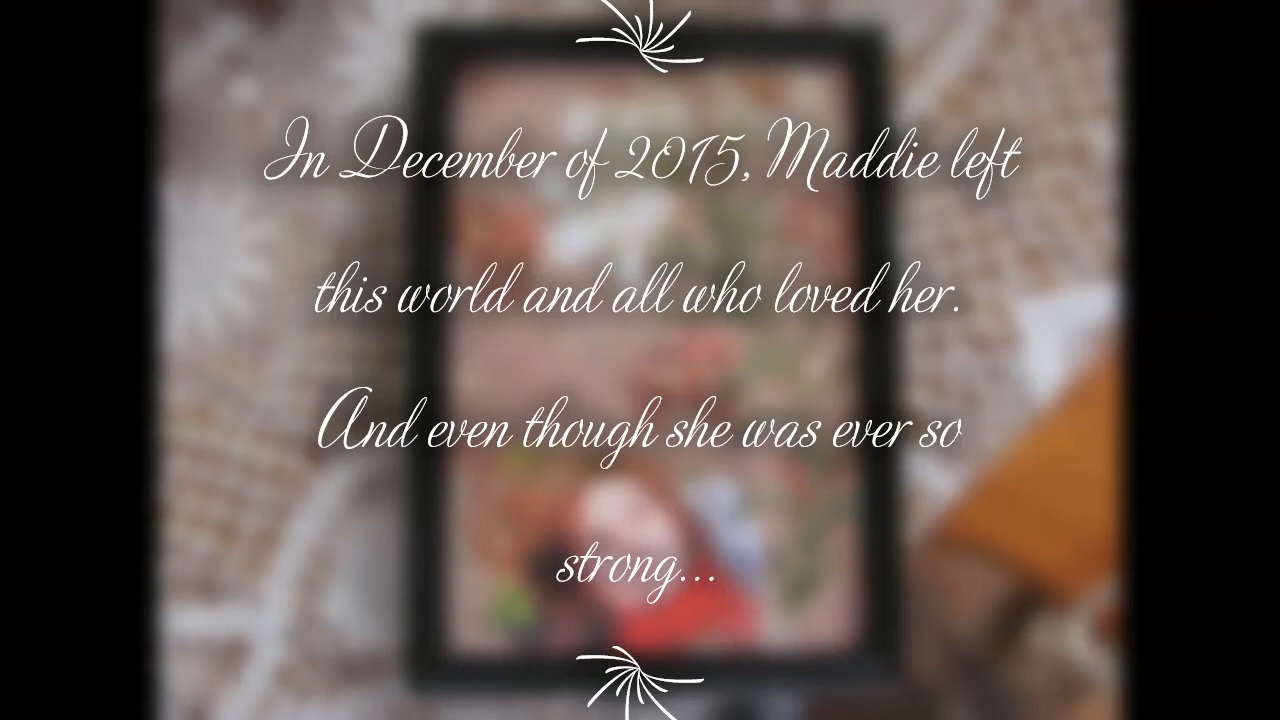 In December of 2015, Maddie left
this world and all who loved her.
And even though she was ever so
strong...